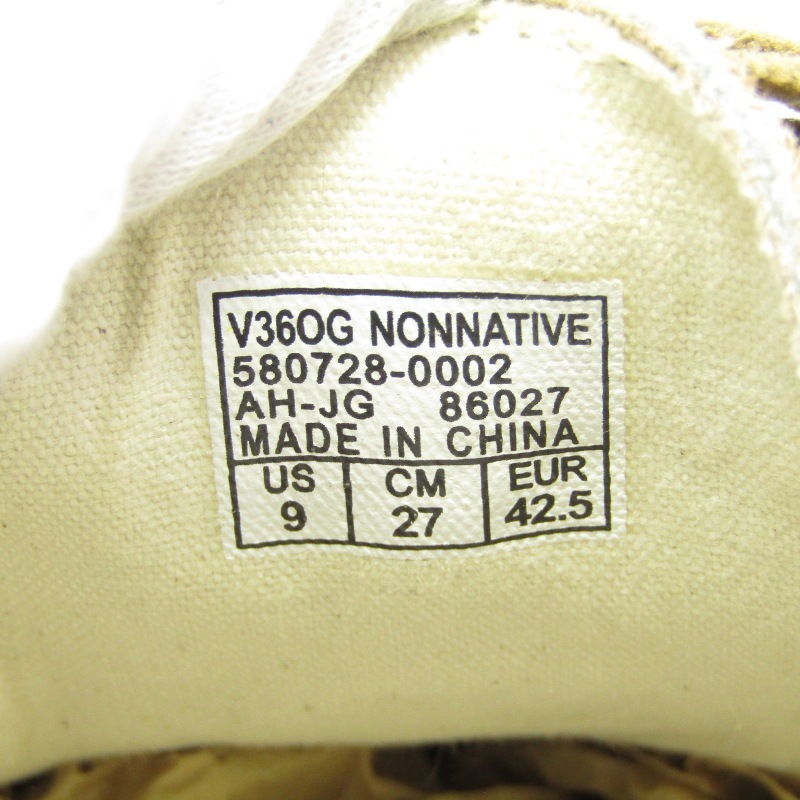 V36OG NONNATIVE
580728-0002
AH-JG 86027
MADE IN CHINA
US CM EUR
9 27 42.5